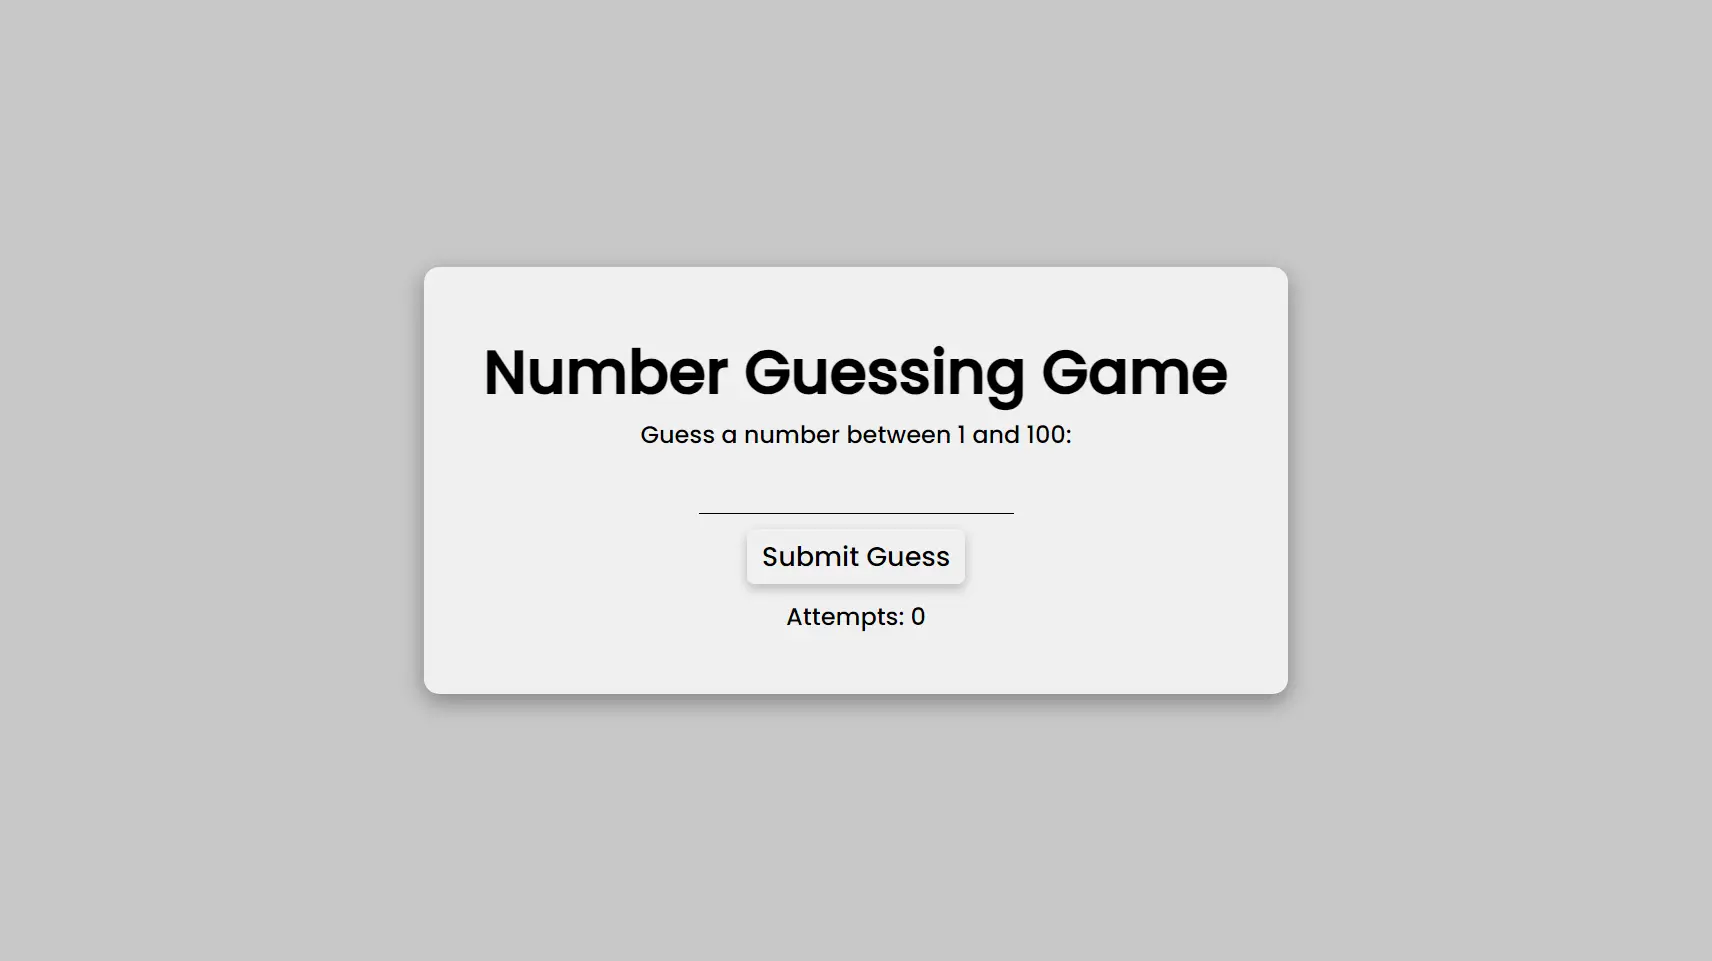 Number Guessing Game
Guess a number between 1 and 100:
Submit Guess
Attempts: 0